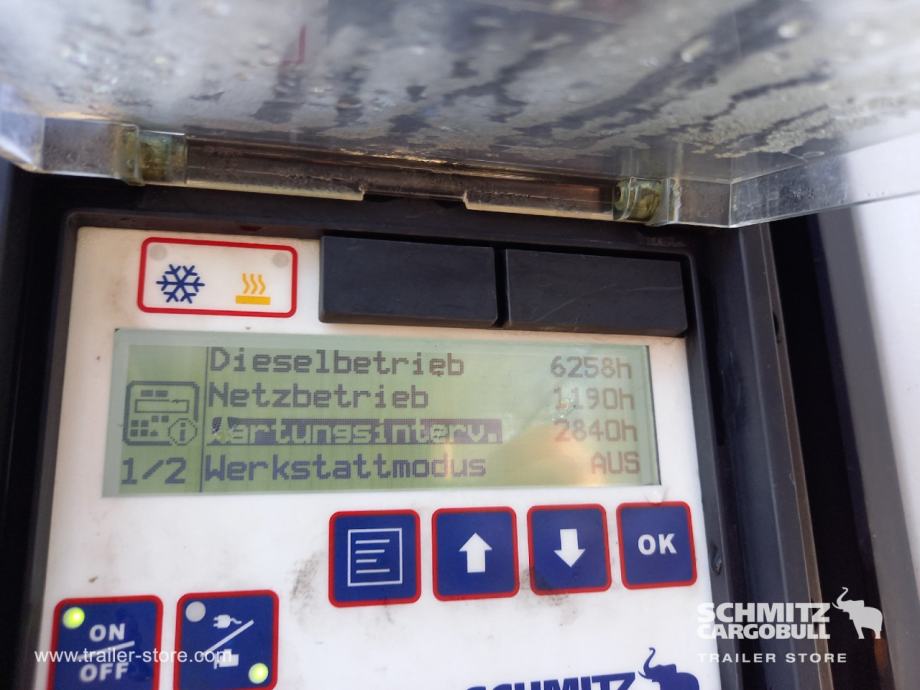 Dieselbetrieb 6258h
Netzbetrieb 1190h
Wartungsinterv. 2840h
1/2 Werkstattmodus AUS
OK
ON
OFF
www.trailer-store.com
SCHMITZ
CARGOBULL
TRAILER STORE
SCHMITZ